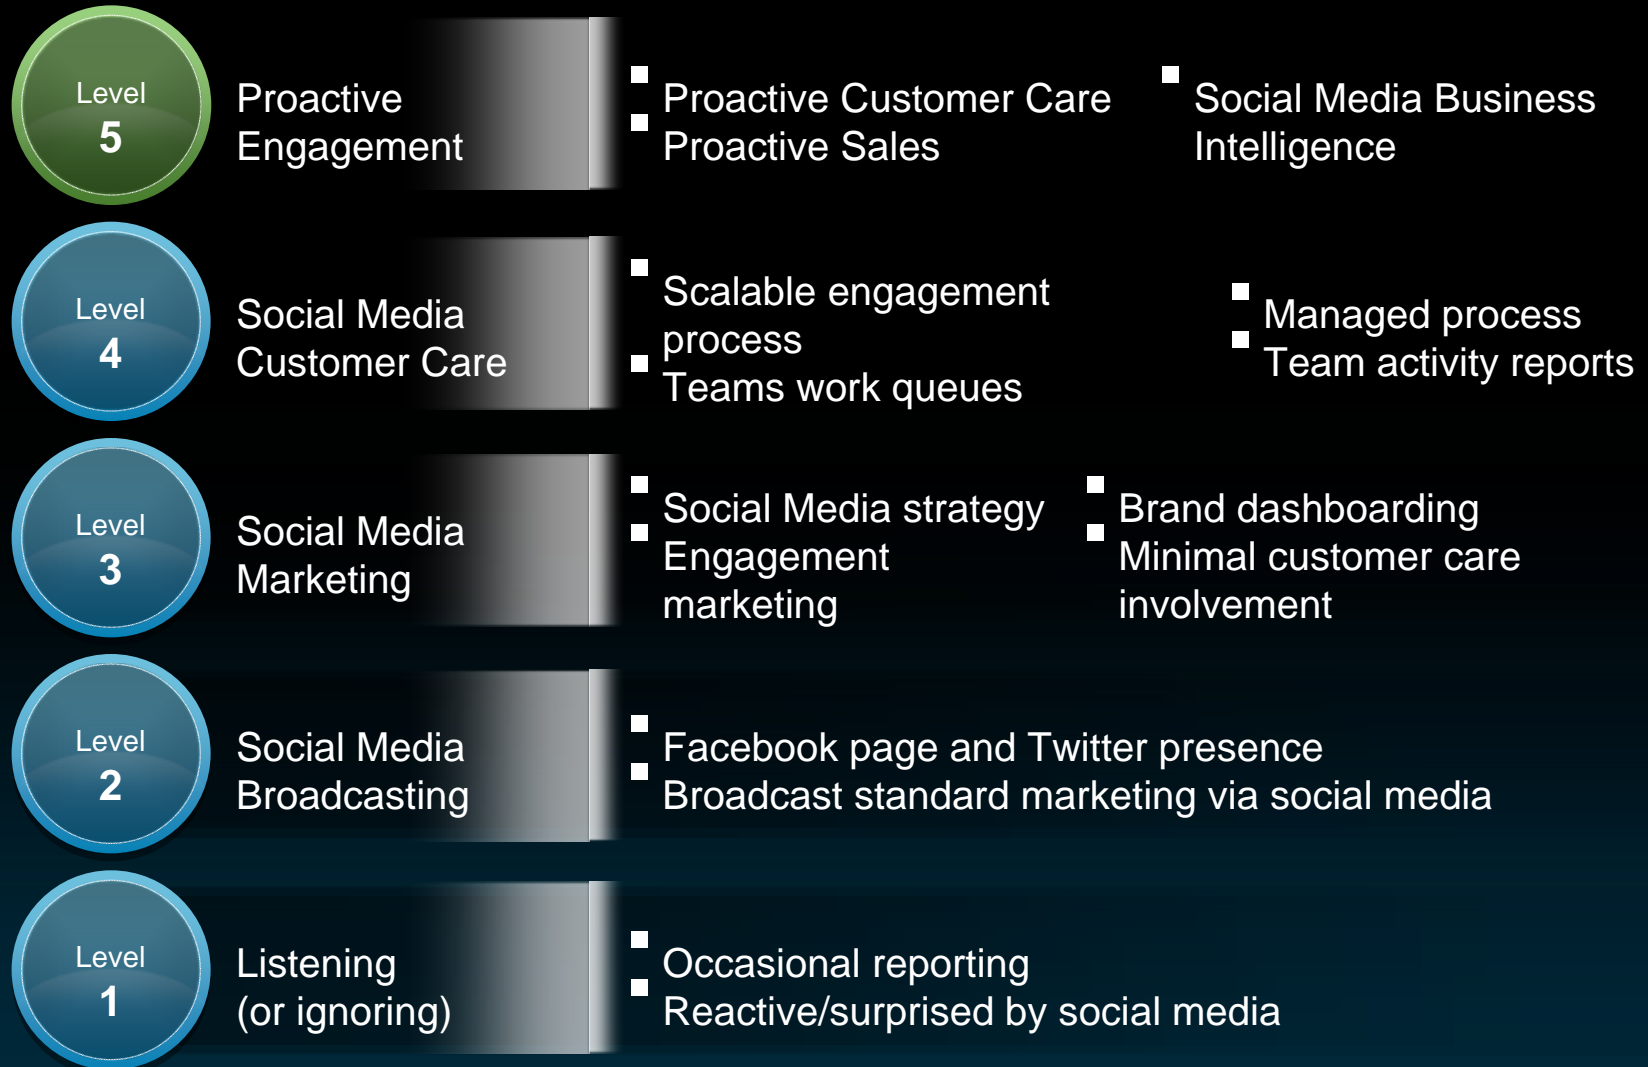 Level
5
Proactive
Engagement
Proactive Customer Care
Proactive Sales
Social Media Business
Intelligence
Level
4
Social Media
Customer Care
Scalable engagement
process
Teams work queues
Managed process
Team activity reports
Level
3
Social Media
Marketing
Social Media strategy
Engagement
marketing
Brand dashboarding
Minimal customer care
involvement
Level
2
Social Media
Broadcasting
Facebook page and Twitter presence
Broadcast standard marketing via social media
Level
1
Listening
(or ignoring)
Occasional reporting
Reactive/surprised by social media